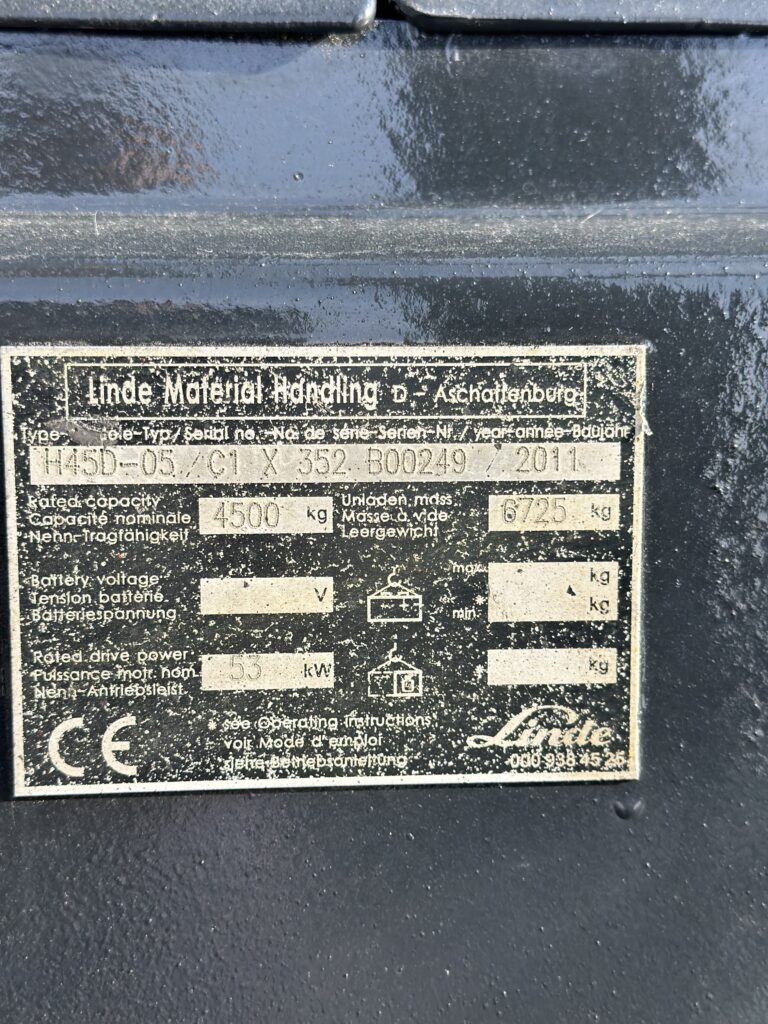 Linde Material Handling D - Aschaffenburg
Type- -Typ/Serial no.-No. de série-Serien-Nr/year-année-Baujahr
H45D-05/C1 X 352 B00249 / 2011
Rated capacity
Capacité nominale
Nenn-Tragfähigkeit
4500 kg
Unladen mass
Masse à vide
Leergewicht
6725 kg
Battery voltage
Tension batterie
Batteriespannung
V
max. kg
min. kg
Rated drive power
Puissance motr. nom.
Nenn-Antriebsleist.
53 kW
kg
CE
* see Operating Instructions
voir Mode d'emploi
siehe Betriebsanleitung
Linde
000 938 45 25